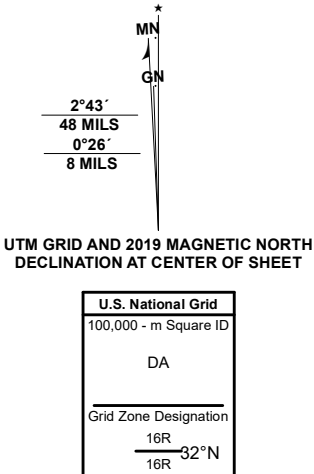 ★
MN
GN
2°43´
48 MILS
0°26´
8 MILS
UTM GRID AND 2019 MAGNETIC NORTH
DECLINATION AT CENTER OF SHEET
U.S. National Grid
100,000 - m Square ID
DA
Grid Zone Designation
16R
32°N
16R